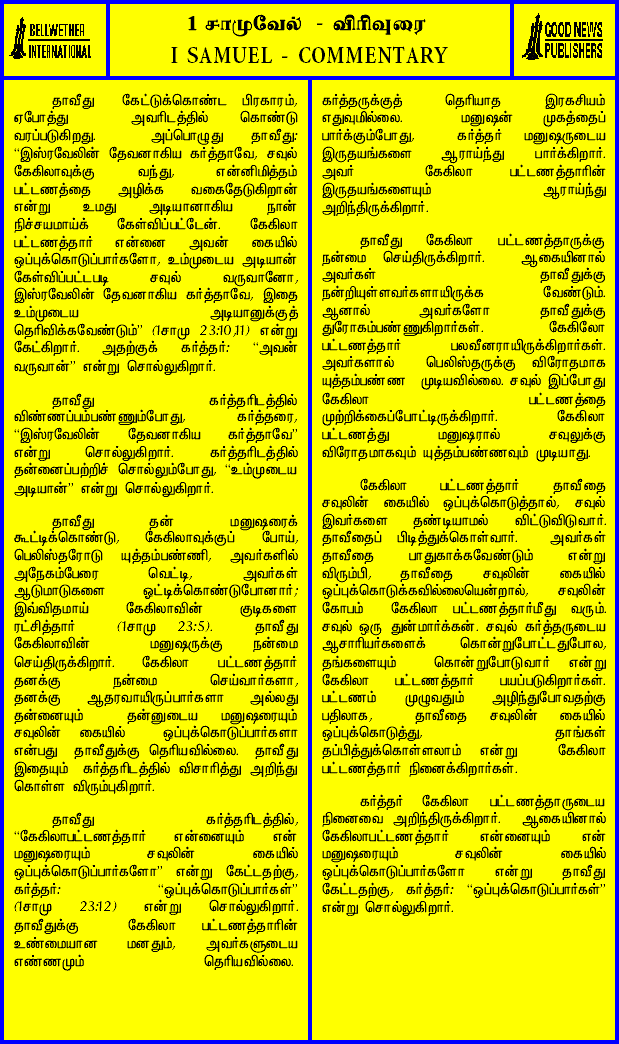 BELLWETHER
INTERNATIONAL
1 சாமுவேல் - விரிவுரை
I SAMUEL - COMMENTARY
GOOD NEWS
PUBLISHERS
தாவீது கேட்டுக்கொண்ட பிரகாரம்,
ஏபோத்து அவரிடத்தில் கொண்டு
வரப்படுகிறது. அப்பொழுது தாவீது:
“இஸ்ரவேலின் தேவனாகிய கர்த்தாவே, சவுல்
கேகிலாவுக்கு வந்து, என்னிமித்தம்
பட்டணத்தை அழிக்க வகைதேடுகிறான்
என்று உமது அடியானாகிய நான்
நிச்சயமாய்க் கேள்விப்பட்டேன். கேகிலா
பட்டணத்தார் என்னை அவன் கையில்
ஒப்புக்கொடுப்பார்களோ, உம்முடைய அடியான்
கேள்விப்பட்டபடி சவுல் வருவானோ,
இஸ்ரவேலின் தேவனாகிய கர்த்தாவே, இதை
உம்முடைய அடியானுக்குத்
தெரிவிக்கவேண்டும்” (1சாமு 23:10,11) என்று
கேட்கிறார். அதற்குக் கர்த்தர்: “அவன்
வருவான்” என்று சொல்லுகிறார்.
தாவீது கர்த்தரிடத்தில்
விண்ணப்பம்பண்ணும்போது, கர்த்தரை,
“இஸ்ரவேலின் தேவனாகிய கர்த்தாவே”
என்று சொல்லுகிறார். கர்த்தரிடத்தில்
தன்னைப்பற்றிச் சொல்லும்போது, “உம்முடைய
அடியான்” என்று சொல்லுகிறார்.
தாவீது தன் மனுஷரைக்
கூட்டிக்கொண்டு, கேகிலாவுக்குப் போய்,
பெலிஸ்தரோடு யுத்தம்பண்ணி, அவர்களில்
அநேகம்பேரை வெட்டி, அவர்கள்
ஆடுமாடுகளை ஓட்டிக்கொண்டுபோனார்;
இவ்விதமாய் கேகிலாவின் குடிகளை
ரட்சித்தார் (1சாமு 23:5). தாவீது
கேகிலாவின் மனுஷருக்கு நன்மை
செய்திருக்கிறார். கேகிலா பட்டணத்தார்
தனக்கு நன்மை செய்வார்களா,
தனக்கு ஆதரவாயிருப்பார்களா அல்லது
தன்னையும் தன்னுடைய மனுஷரையும்
சவுலின் கையில் ஒப்புக்கொடுப்பார்களா
என்பது தாவீதுக்கு தெரியவில்லை. தாவீது
இதையும் கர்த்தரிடத்தில் விசாரித்து அறிந்து
கொள்ள விரும்புகிறார்.
தாவீது கர்த்தரிடத்தில்,
“கேகிலாபட்டணத்தார் என்னையும் என்
மனுஷரையும் சவுலின் கையில்
ஒப்புக்கொடுப்பார்களோ” என்று கேட்டதற்கு,
கர்த்தர்: “ஒப்புக்கொடுப்பார்கள்”
(1சாமு 23:12) என்று சொல்லுகிறார்.
தாவீதுக்கு கேகிலா பட்டணத்தாரின்
உண்மையான மனதும், அவர்களுடைய
எண்ணமும் தெரியவில்லை.
கர்த்தருக்குத் தெரியாத இரகசியம்
எதுவுமில்லை. மனுஷன் முகத்தைப்
பார்க்கும்போது, கர்த்தர் மனுஷருடைய
இருதயங்களை ஆராய்ந்து பார்க்கிறார்.
அவர் கேகிலா பட்டணத்தாரின்
இருதயங்களையும் ஆராய்ந்து
அறிந்திருக்கிறார்.
தாவீது கேகிலா பட்டணத்தாருக்கு
நன்மை செய்திருக்கிறார். ஆகையினால்
அவர்கள் தாவீதுக்கு
நன்றியுள்ளவர்களாயிருக்க வேண்டும்.
ஆனால் அவர்களோ தாவீதுக்கு
துரோகம்பண்ணுகிறார்கள். கேகிலோ
பட்டணத்தார் பலவீனராயிருக்கிறார்கள்.
அவர்களால் பெலிஸ்தருக்கு விரோதமாக
யுத்தம்பண்ண முடியவில்லை. சவுல் இப்போது
கேகிலா பட்டணத்தை
முற்றிக்கைப்போட்டிருக்கிறார். கேகிலா
பட்டணத்து மனுஷரால் சவுலுக்கு
விரோதமாகவும் யுத்தம்பண்ணவும் முடியாது.
கேகிலா பட்டணத்தார் தாவீதை
சவுலின் கையில் ஒப்புக்கொடுத்தால், சவுல்
இவர்களை தண்டியாமல் விட்டுவிடுவார்.
தாவீதைப் பிடித்துக்கொள்வார். அவர்கள்
தாவீதை பாதுகாக்கவேண்டும் என்று
விரும்பி, தாவீதை சவுலின் கையில்
ஒப்புக்கொடுக்கவில்லையென்றால், சவுலின்
கோபம் கேகிலா பட்டணத்தார்மீது வரும்.
சவுல் ஒரு துன்மார்க்கன். சவுல் கர்த்தருடைய
ஆசாரியர்களைக் கொன்றுபோட்டதுபோல,
தங்களையும் கொன்றுபோடுவார் என்று
கேகிலா பட்டணத்தார் பயப்படுகிறார்கள்.
பட்டணம் முழுவதும் அழிந்துபோவதற்கு
பதிலாக, தாவீதை சவுலின் கையில்
ஒப்புக்கொடுத்து, தாங்கள்
தப்பித்துக்கொள்ளலாம் என்று கேகிலா
பட்டணத்தார் நினைக்கிறார்கள்.
கர்த்தர் கேகிலா பட்டணத்தாருடைய
நினைவை அறிந்திருக்கிறார். ஆகையினால்
கேகிலாபட்டணத்தார் என்னையும் என்
மனுஷரையும் சவுலின் கையில்
ஒப்புக்கொடுப்பார்களோ என்று தாவீது
கேட்டதற்கு, கர்த்தர்: “ஒப்புக்கொடுப்பார்கள்”
என்று சொல்லுகிறார்.